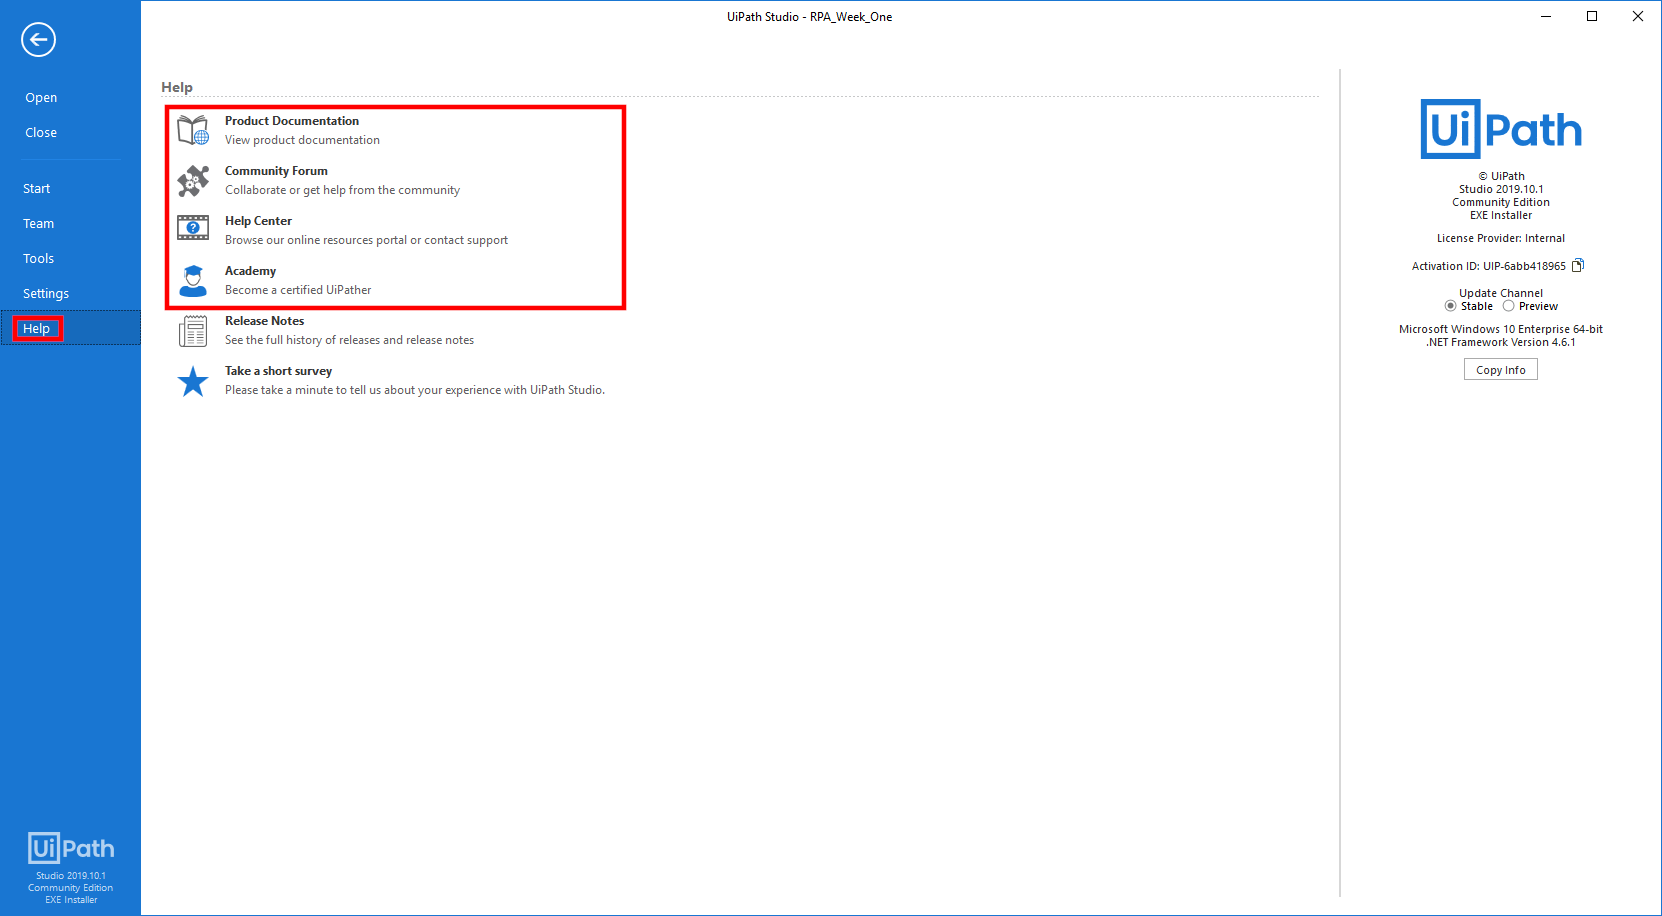 UiPath Studio - RPA_Week_One
Open
Close
Start
Team
Tools
Settings
Help
UiPath
Studio 2019.10.1
Community Edition
EXE Installer
Help
Product Documentation
View product documentation
Community Forum
Collaborate or get help from the community
?
Help Center
Browse our online resources portal or contact support
Academy
Become a certified UiPather
Release Notes
See the full history of releases and release notes
Take a short survey
Please take a minute to tell us about your experience with UiPath Studio.
UiPath
© UiPath
Studio 2019.10.1
Community Edition
EXE Installer
License Provider: Internal
Activation ID: UIP-6abb418965
Update Channel
Stable Preview
Microsoft Windows 10 Enterprise 64-bit
.NET Framework Version 4.6.1
Copy Info